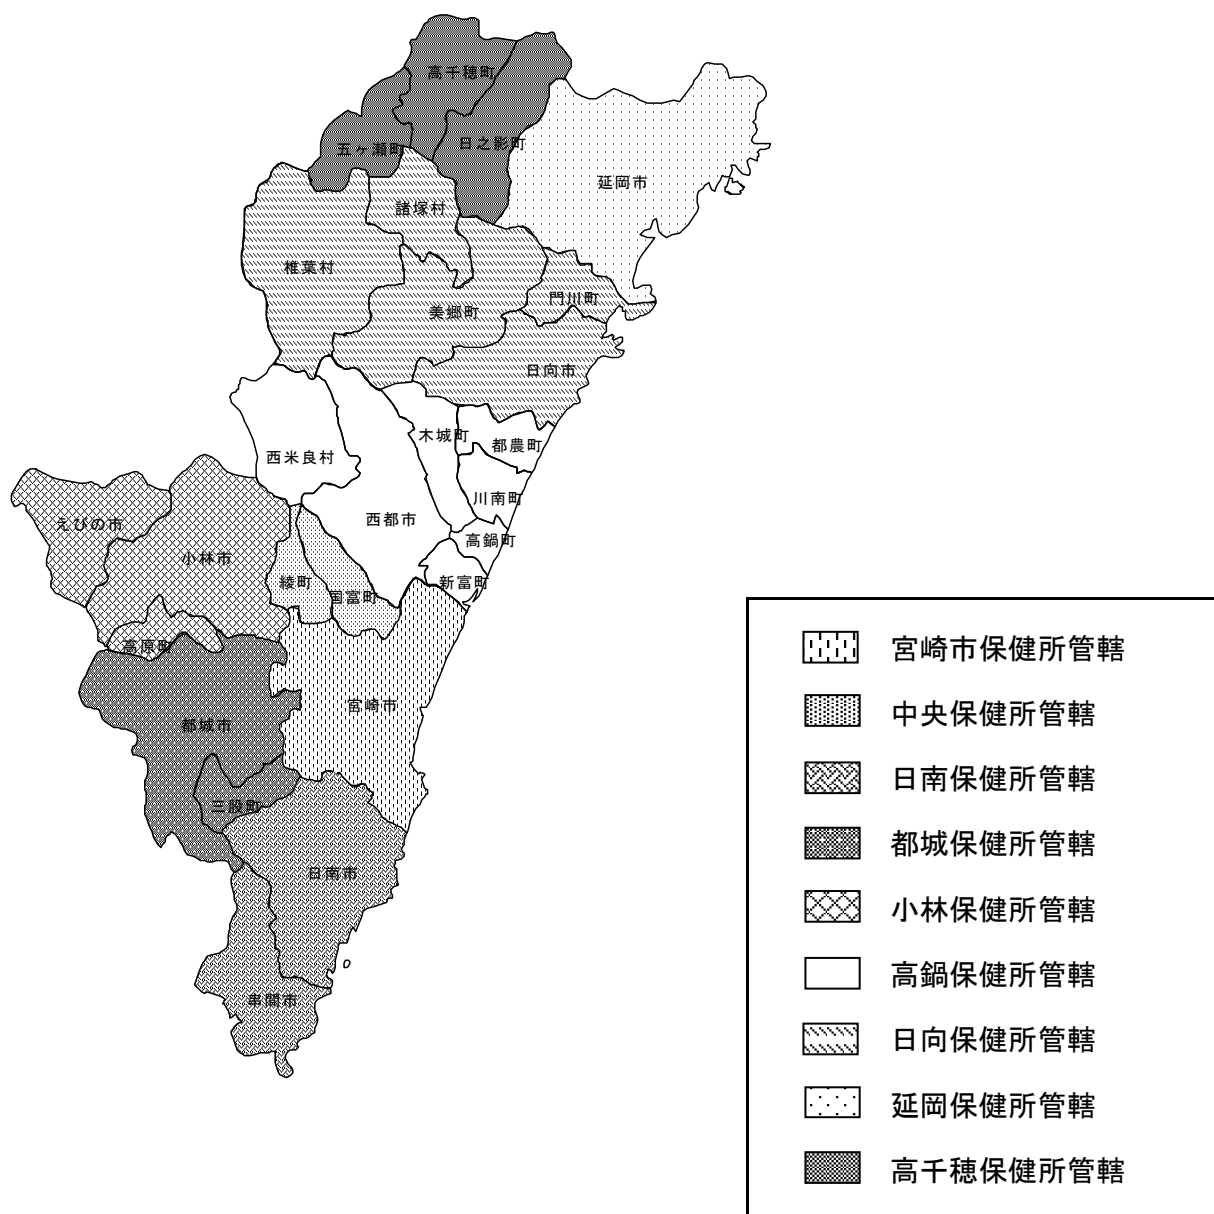 高千穂町
五ヶ瀬町
日之影町
延岡市
諸塚村
椎葉村
美郷町
門川町
日向市
木城町
都農町
西米良村
川南町
西都市
高鍋町
えびの市
小林市
綾町
国富町
新富町
高原町
宮崎市
都城市
三股町
日南市
串間市
宮崎市保健所管轄
中央保健所管轄
日南保健所管轄
都城保健所管轄
小林保健所管轄
高鍋保健所管轄
日向保健所管轄
延岡保健所管轄
高千穂保健所管轄